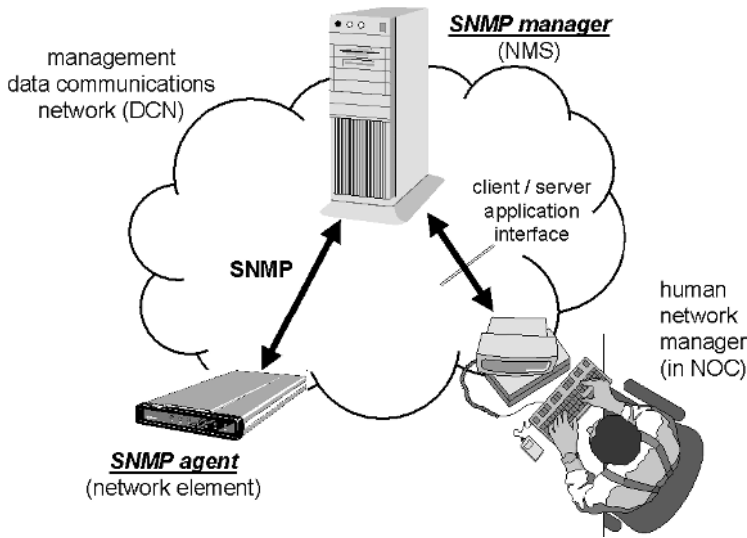 management
data communications
network (DCN)
SNMP manager
(NMS)
client / server
application
interface
SNMP
human
network
manager
(in NOC)
SNMP agent
(network element)